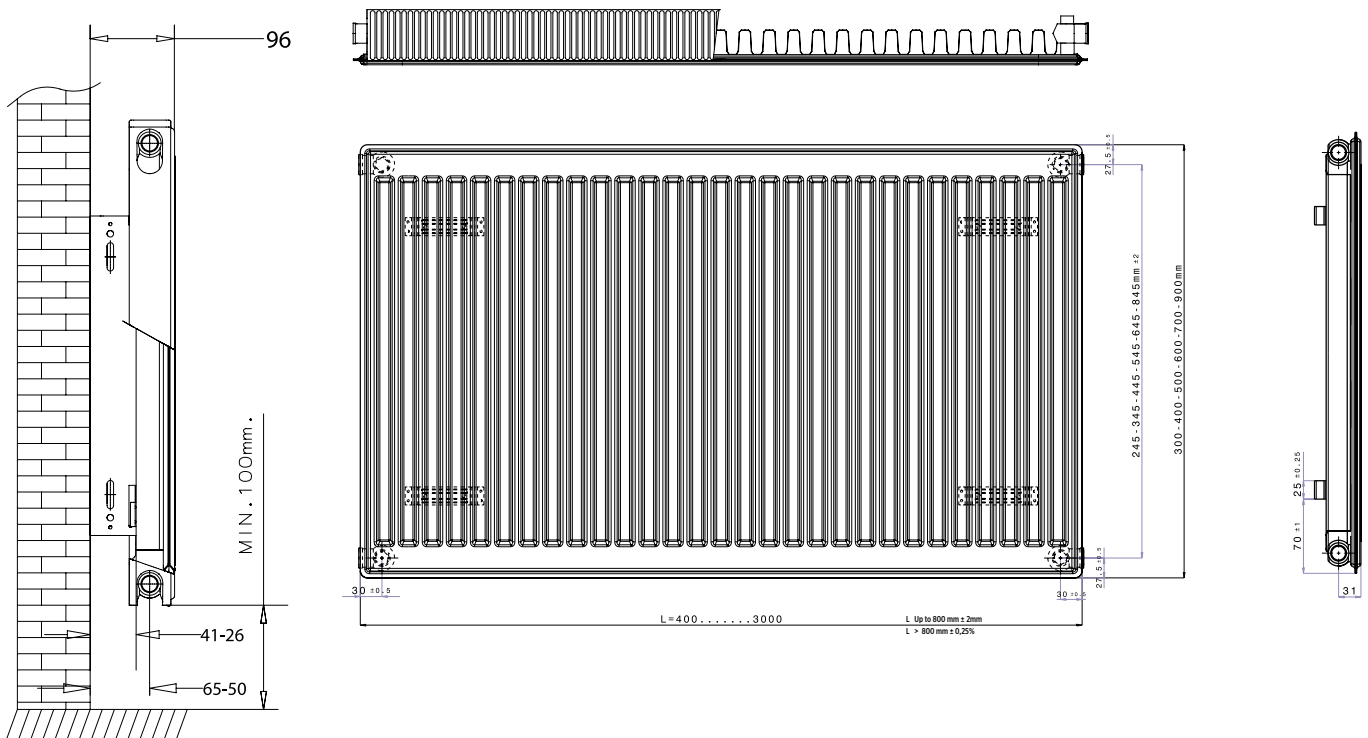 96
MIN.100mm.
41-26
65-50
27.5 ±0.5
245-345-445-545-645-845mm ±2
300-400-500-600-700-900mm
27.5 ±0.5
30 ±0.5
30 ±0.5
L=400.......3000
L Up to 800 mm ± 2mm
L > 800 mm ± 0,25%
25 ±0.25
70 ±1
31